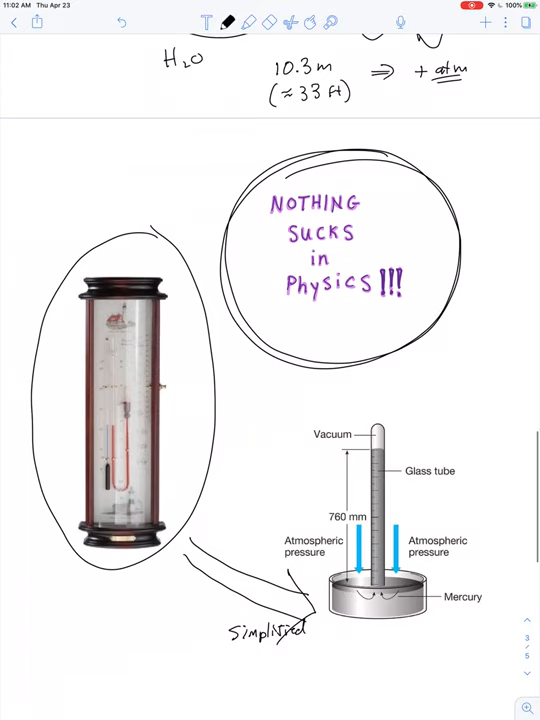 11:02 AM Thu Apr 23
100%
H₂O
10.3 m ⇒ + atm
(≈ 33 Ft)
NOTHING
SUCKS
in
Physics!!!
Vacuum
Glass tube
760 mm
Atmospheric pressure
Atmospheric pressure
Mercury
Simplified
3
/
5